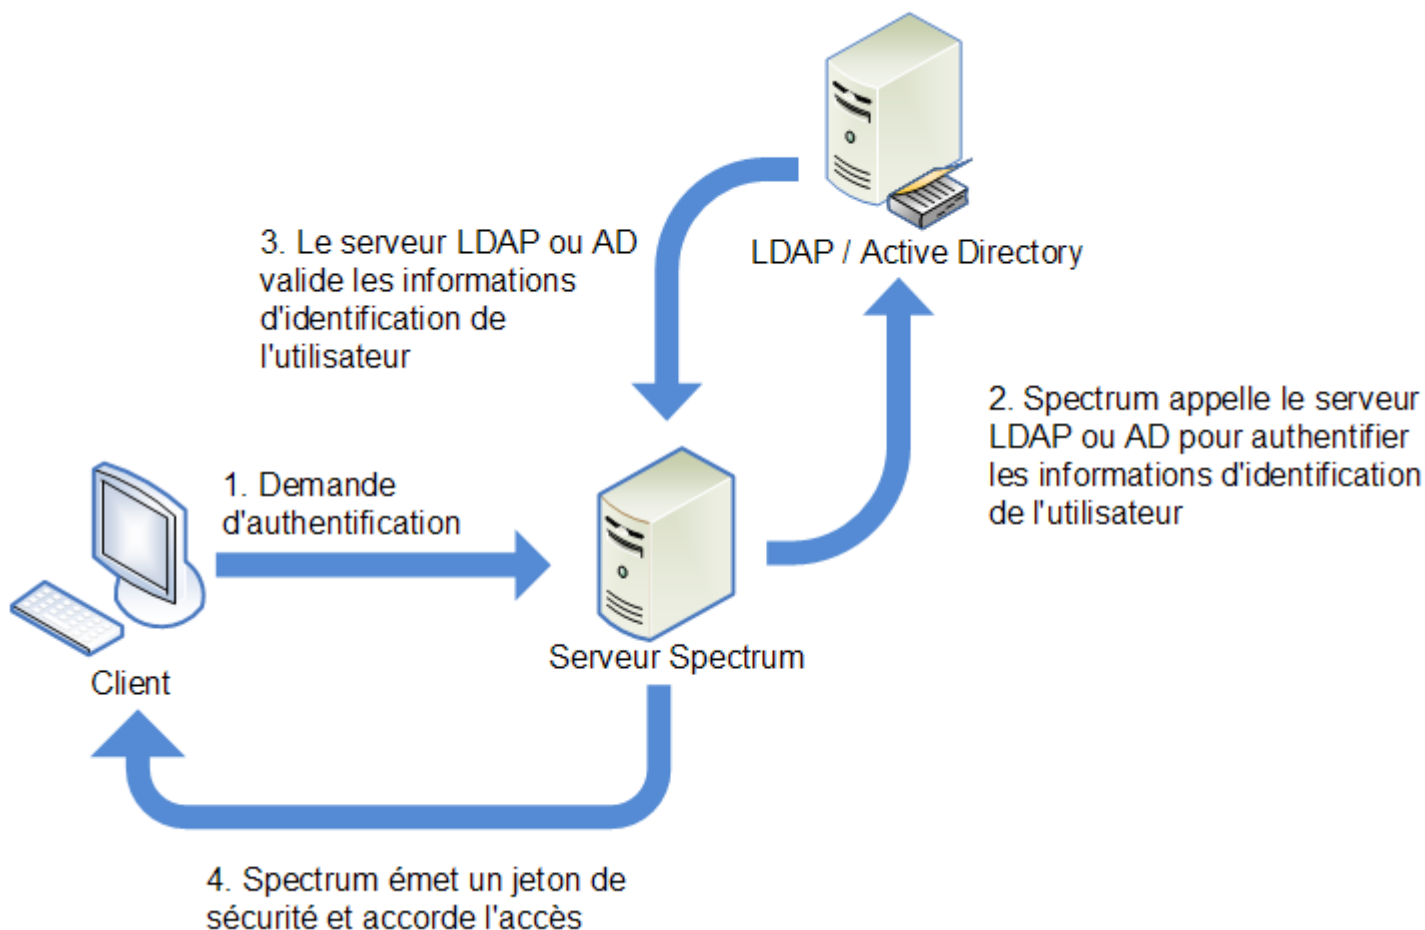 LDAP / Active Directory
3. Le serveur LDAP ou AD
valide les informations
d'identification de
l'utilisateur
2. Spectrum appelle le serveur
LDAP ou AD pour authentifier
les informations d'identification
de l'utilisateur
1. Demande
d'authentification
Serveur Spectrum
Client
4. Spectrum émet un jeton de
sécurité et accorde l'accès